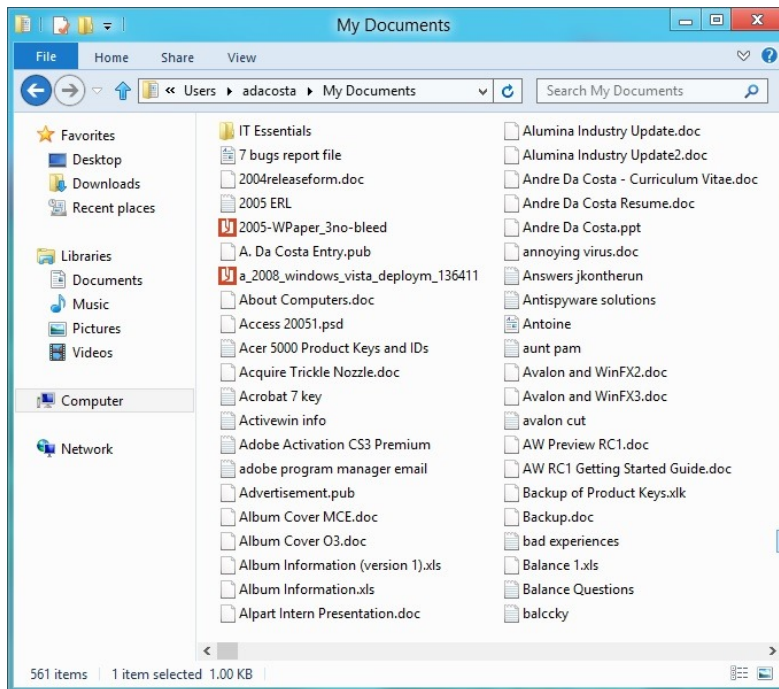 My Documents
File Home Share View
« Users adacosta My Documents Search My Documents
Favorites
Desktop
Downloads
Recent places
Libraries
Documents
Music
Pictures
Videos
Computer
Network
IT Essentials
7 bugs report file
2004releaseform.doc
2005 ERL
2005-WPaper_3no-bleed
A. Da Costa Entry.pub
a_2008_windows_vista_deploym_136411
About Computers.doc
Access 20051.psd
Acer 5000 Product Keys and IDs
Acquire Trickle Nozzle.doc
Acrobat 7 key
Activewin info
Adobe Activation CS3 Premium
adobe program manager email
Advertisement.pub
Album Cover MCE.doc
Album Cover O3.doc
Album Information (version 1).xls
Album Information.xls
Alpart Intern Presentation.doc
Alumina Industry Update.doc
Alumina Industry Update2.doc
Andre Da Costa - Curriculum Vitae.doc
Andre Da Costa Resume.doc
Andre Da Costa.ppt
annoying virus.doc
Answers jkontherun
Antispyware solutions
Antoine
aunt pam
Avalon and WinFX2.doc
Avalon and WinFX3.doc
avalon cut
AW Preview RC1.doc
AW RC1 Getting Started Guide.doc
Backup of Product Keys.xlk
Backup.doc
bad experiences
Balance 1.xls
Balance Questions
balccky
561 items 1 item selected 1.00 KB